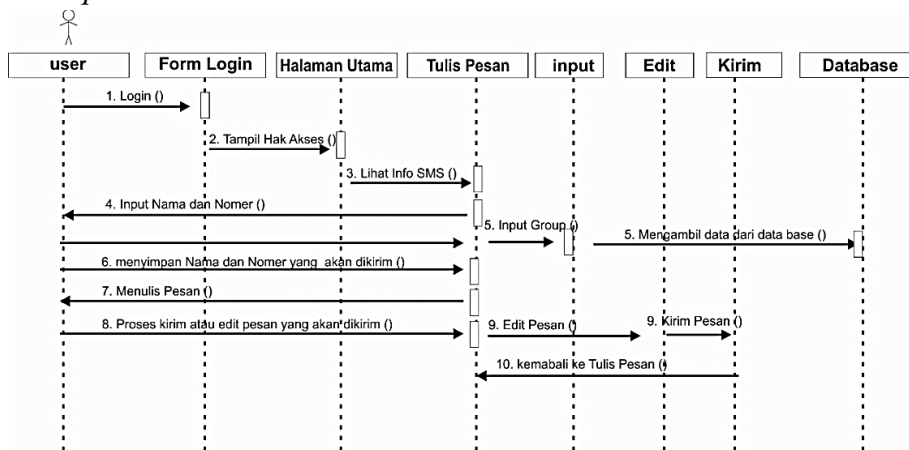 user Form Login Halaman Utama Tulis Pesan input Edit Kirim Database
1. Login ()
2. Tampil Hak Akses ()
3. Lihat Info SMS ()
4. Input Nama dan Nomer ()
5. Input Group ()
5. Mengambil data dari data base ()
6. menyimpan Nama dan Nomer yang akan dikirim ()
7. Menulis Pesan ()
8. Proses kirim atau edit pesan yang akan dikirim ()
9. Edit Pesan ()
9. Kirim Pesan ()
10. kemabali ke Tulis Pesan ()